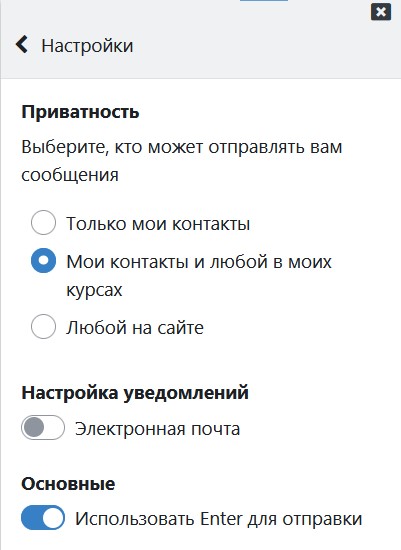 Настройки
Приватность
Выберите, кто может отправлять вам
сообщения
Только мои контакты
Мои контакты и любой в моих
курсах
Любой на сайте
Настройка уведомлений
Электронная почта
Основные
Использовать Enter для отправки